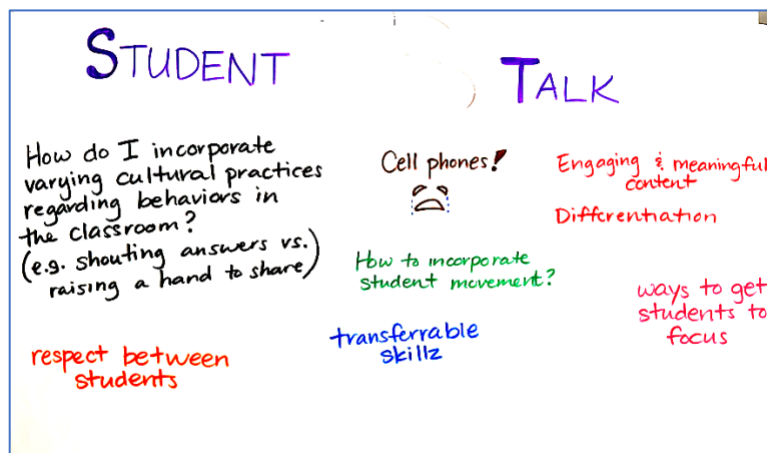 STUDENT TALK
How do I incorporate
varying cultural practices
regarding behaviors in
the classroom?
(e.g. shouting answers vs.
raising a hand to share)
Cell phones!
Engaging & meaningful
content
Differentiation
How to incorporate
student movement?
ways to get
students to
focus
transferrable
skillz
respect between
students